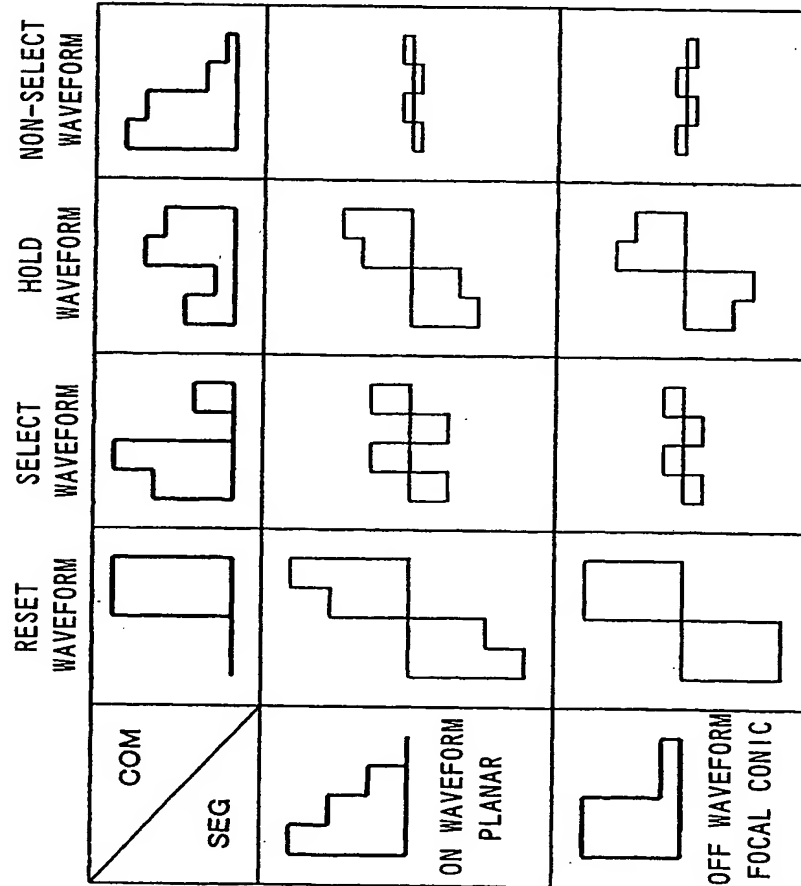 RESET
WAVEFORM
SELECT
WAVEFORM
HOLD
WAVEFORM
NON-SELECT
WAVEFORM
COM
SEG
ON WAVEFORM
PLANAR
OFF WAVEFORM
FOCAL CONIC